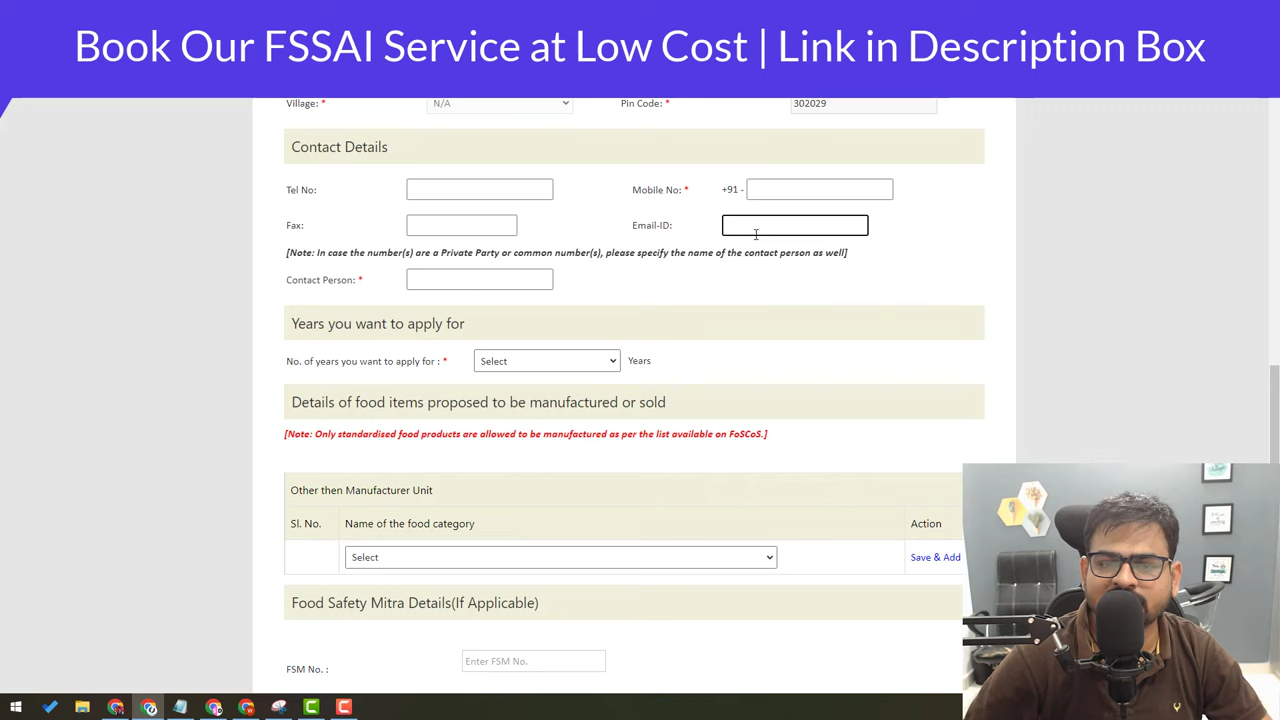 Book Our FSSAI Service at Low Cost | Link in Description Box
Village: * N/A Pin Code: * 302029
Contact Details
Tel No: Mobile No: * +91 -
Fax: Email-ID:
[Note: In case the number(s) are a Private Party or common number(s), please specify the name of the contact person as well]
Contact Person: *
Years you want to apply for
No. of years you want to apply for : * Select Years
Details of food items proposed to be manufactured or sold
[Note: Only standardised food products are allowed to be manufactured as per the list available on FoSCoS.]
Other then Manufacturer Unit
Sl. No. Name of the food category Action
Select Save & Add
Food Safety Mitra Details(If Applicable)
FSM No. : Enter FSM No.